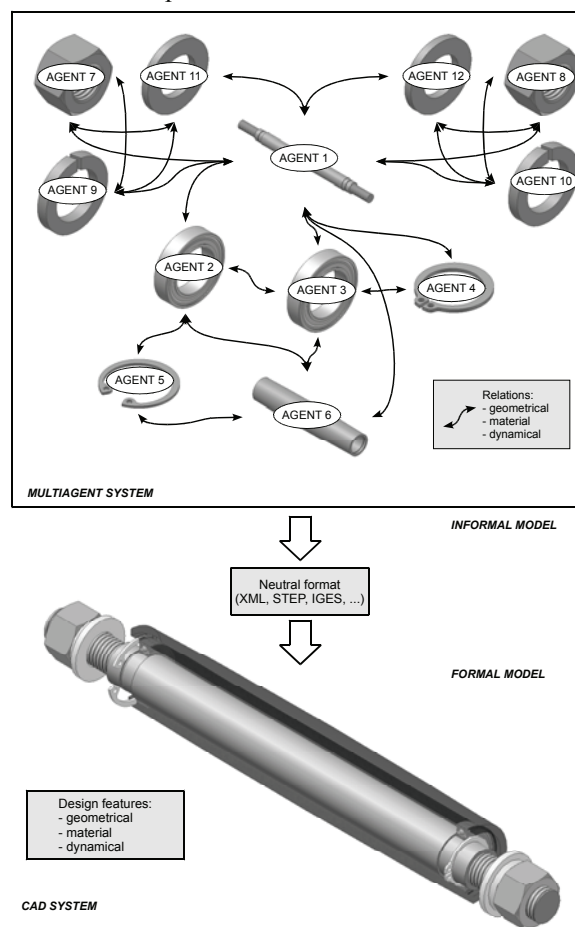 AGENT 7
AGENT 11
AGENT 12
AGENT 8
AGENT 1
AGENT 9
AGENT 10
AGENT 2
AGENT 3
AGENT 4
AGENT 5
AGENT 6
Relations:
- geometrical
- material
- dynamical
MULTIAGENT SYSTEM
INFORMAL MODEL
Neutral format
(XML, STEP, IGES, ...)
FORMAL MODEL
Design features:
- geometrical
- material
- dynamical
CAD SYSTEM